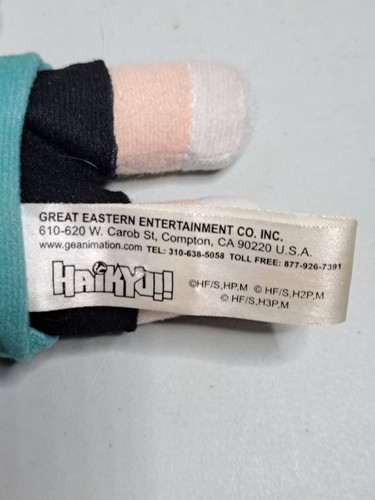 GREAT EASTERN ENTERTAINMENT CO. INC.
610-620 W. Carob St, Compton, CA 90220 U.S.A.
www.geanimation.com TEL: 310-638-5058 TOLL FREE: 877-926-7391
HAIKYU!!
©HF/S,HP,M © HF/S,H2P,M
© HF/S,H3P,M